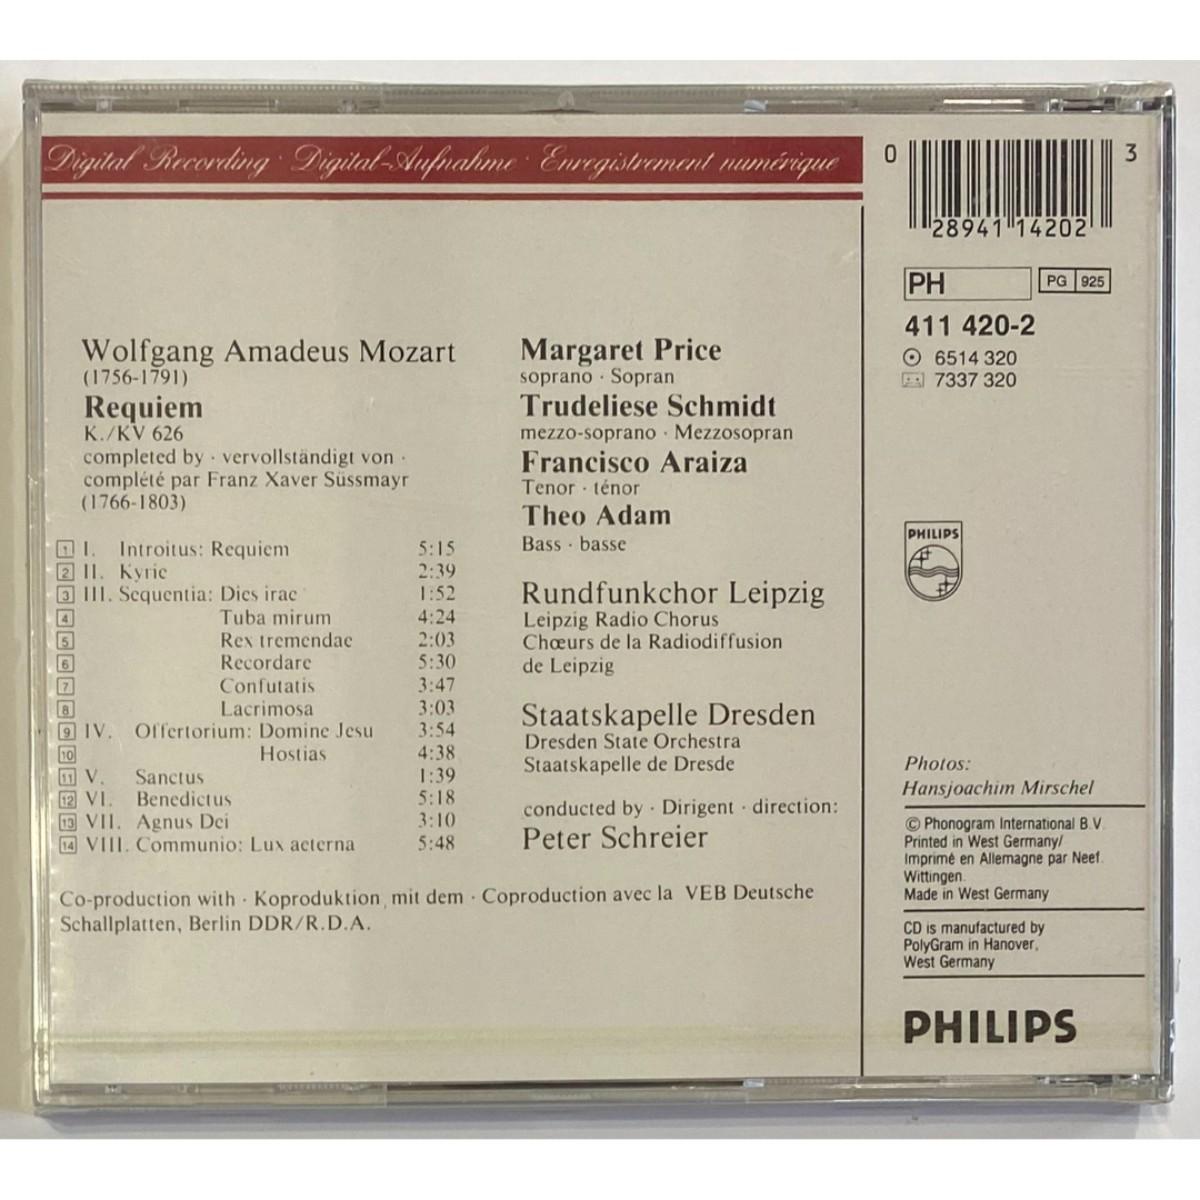 Digital Recording · Digital-Aufnahme · Enregistrement numérique
Wolfgang Amadeus Mozart
(1756-1791)
Requiem
K./KV 626
completed by · vervollständigt von ·
complété par Franz Xaver Süssmayr
(1766-1803)
1 I. Introitus: Requiem 5:15
2 II. Kyrie 2:39
3 III. Sequentia: Dies irae 1:52
4 Tuba mirum 4:24
5 Rex tremendae 2:03
6 Recordare 5:30
7 Confutatis 3:47
8 Lacrimosa 3:03
9 IV. Offertorium: Domine Jesu 3:54
10 Hostias 4:38
11 V. Sanctus 1:39
12 VI. Benedictus 5:18
13 VII. Agnus Dei 3:10
14 VIII. Communio: Lux aeterna 5:48
Margaret Price
soprano · Sopran
Trudeliese Schmidt
mezzo-soprano · Mezzosopran
Francisco Araiza
Tenor · ténor
Theo Adam
Bass · basse
Rundfunkchor Leipzig
Leipzig Radio Chorus
Chœurs de la Radiodiffusion
de Leipzig
Staatskapelle Dresden
Dresden State Orchestra
Staatskapelle de Dresde
conducted by · Dirigent · direction:
Peter Schreier
Co-production with · Koproduktion mit dem · Coproduction avec la VEB Deutsche
Schallplatten, Berlin DDR/R.D.A.
0 28941 14202 3
PH PG 925
411 420-2
6514 320
7337 320
PHILIPS
Photos:
Hansjoachim Mirschel
© Phonogram International B.V.
Printed in West Germany/
Imprimé en Allemagne par Neef.
Wittingen.
Made in West Germany
CD is manufactured by
PolyGram in Hanover,
West Germany
PHILIPS